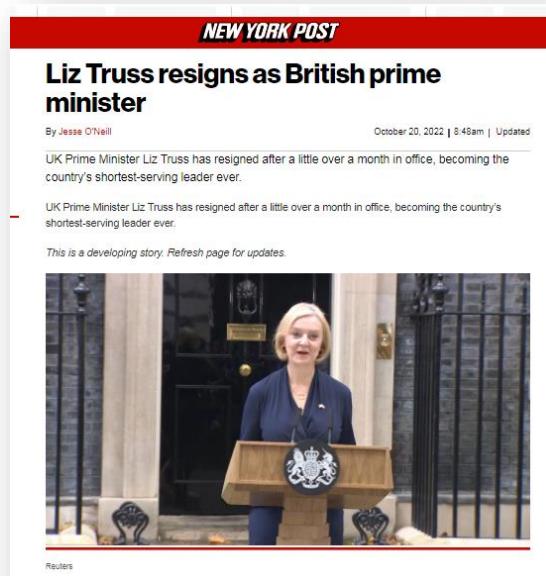 NEW YORK POST
Liz Truss resigns as British prime
minister
By Jesse O'Neill
October 20, 2022 | 8:48am | Updated
UK Prime Minister Liz Truss has resigned after a little over a month in office, becoming the
country's shortest-serving leader ever.
UK Prime Minister Liz Truss has resigned after a little over a month in office, becoming the country's
shortest-serving leader ever.
This is a developing story. Refresh page for updates.
Reuters